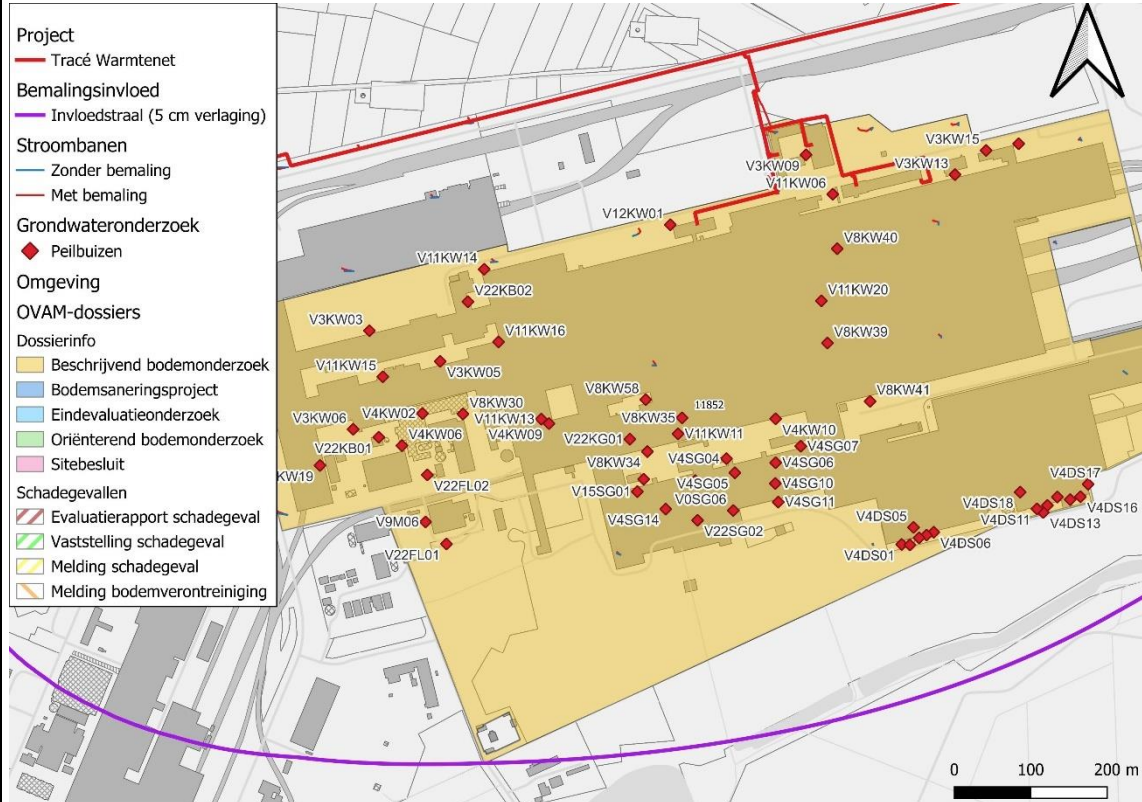 Project
Tracé Warmtenet
Bemalingsinvloed
Invloedstraal (5 cm verlaging)
Stroombanen
Zonder bemaling
Met bemaling
Grondwateronderzoek
Peilbuizen
Omgeving
OVAM-dossiers
Dossierinfo
Beschrijvend bodemonderzoek
Bodemsaneringsproject
Eindevaluatieonderzoek
Oriënterend bodemonderzoek
Sitebesluit
Schadegevallen
Evaluatierapport schadegeval
Vaststelling schadegeval
Melding schadegeval
Melding bodemverontreiniging
V3KW15
V3KW09
V3KW13
V11KW06
V12KW01
V8KW40
V11KW14
V22KB02
V11KW20
V3KW03
V11KW16
V8KW39
V11KW15
V3KW05
V8KW58
V8KW41
V4KW02
V8KW30
11852
V3KW06
V11KW13
V8KW35
V4KW10
V4KW09
V11KW11
V22KB01
V4KW06
V22KG01
V4SG07
V4SG04
KW19
V8KW34
V4SG06
V22FL02
V4SG05
V4SG10
V4DS17
V15SG01
V0SG06
V4SG11
V4DS18
V4DS16
V4SG14
V4DS11
V4DS13
V9M06
V22SG02
V4DS05
V4DS06
V22FL01
V4DS01
0 100 200 m